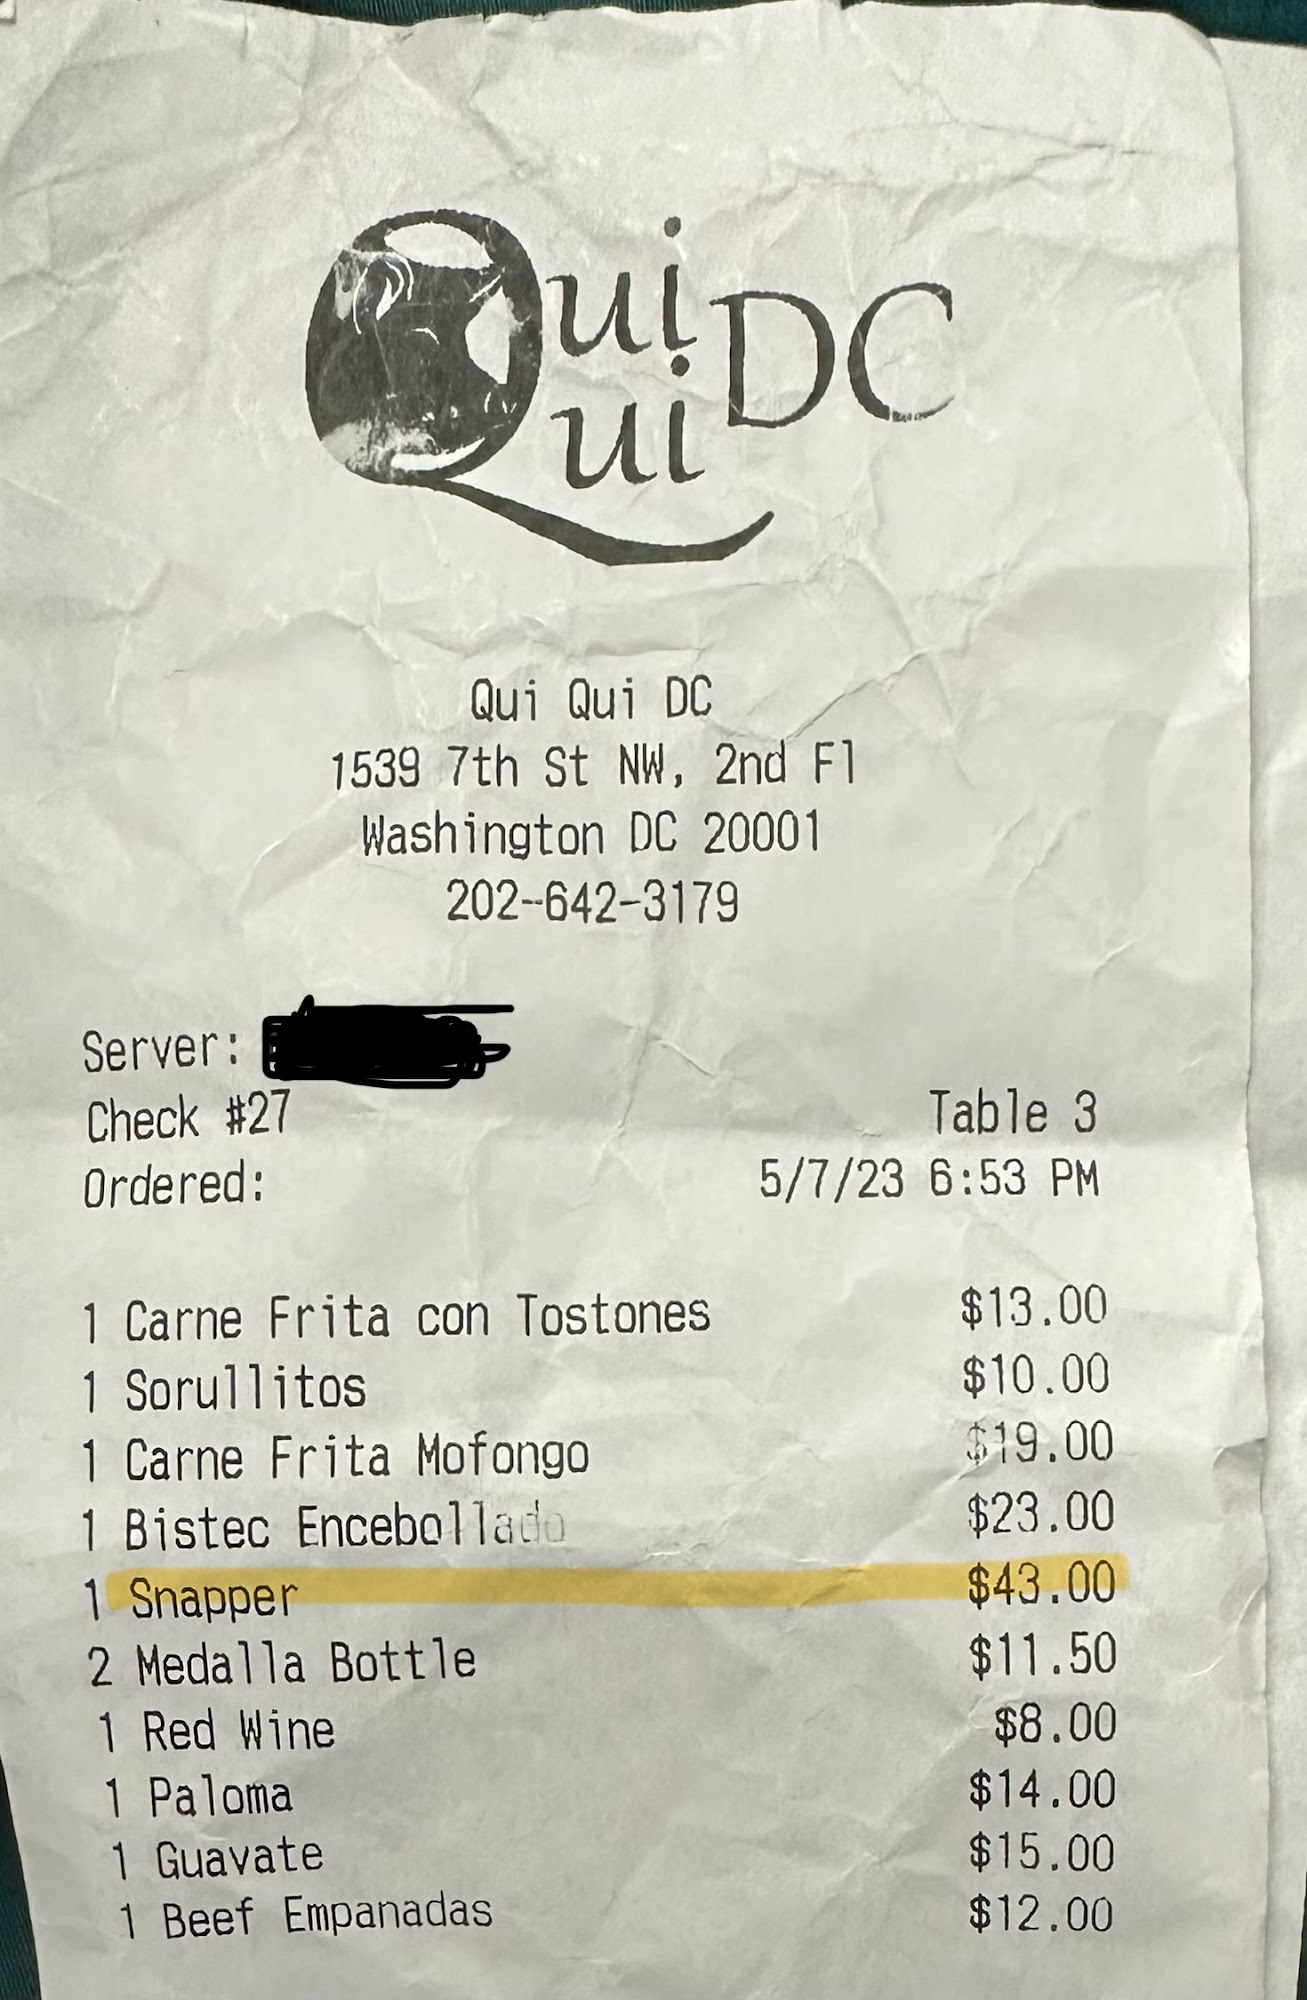 Qui
Qui DC
Qui Qui DC
1539 7th St NW, 2nd Fl
Washington DC 20001
202-642-3179
Server:
Check #27 Table 3
Ordered: 5/7/23 6:53 PM
1 Carne Frita con Tostones $13.00
1 Sorullitos $10.00
1 Carne Frita Mofongo $19.00
1 Bistec Encebollado $23.00
1 Snapper $43.00
2 Medalla Bottle $11.50
1 Red Wine $8.00
1 Paloma $14.00
1 Guavate $15.00
1 Beef Empanadas $12.00